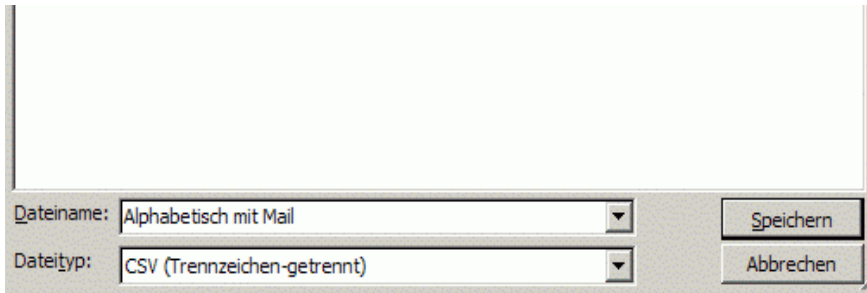 Dateiname: Alphabetisch mit Mail Speichern
Dateityp: CSV (Trennzeichen-getrennt) Abbrechen